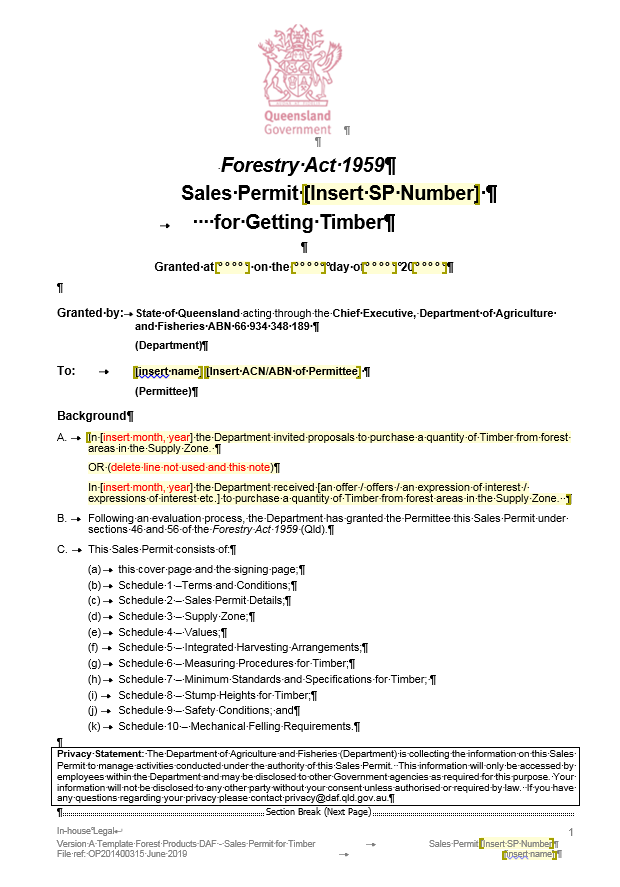 Queensland
Government
Forestry Act 1959
Sales Permit [Insert SP Number]
for Getting Timber
Granted at [ ] on the [ ] day of [ ] 20[ ]
Granted by: State of Queensland acting through the Chief Executive, Department of Agriculture
and Fisheries ABN 66 934 348 189
(Department)
To: [insert name] [Insert ACN/ABN of Permittee]
(Permittee)
Background
A. [In [insert month, year] the Department invited proposals to purchase a quantity of Timber from forest
areas in the Supply Zone.
OR (delete line not used and this note)
In [insert month, year] the Department received [an offer / offers / an expression of interest /
expressions of interest etc.] to purchase a quantity of Timber from forest areas in the Supply Zone. ]
B. Following an evaluation process, the Department has granted the Permittee this Sales Permit under
sections 46 and 56 of the Forestry Act 1959 (Qld).
C. This Sales Permit consists of:
(a) this cover page and the signing page;
(b) Schedule 1 – Terms and Conditions;
(c) Schedule 2 – Sales Permit Details;
(d) Schedule 3 – Supply Zone;
(e) Schedule 4 – Values;
(f) Schedule 5 – Integrated Harvesting Arrangements;
(g) Schedule 6 – Measuring Procedures for Timber;
(h) Schedule 7 – Minimum Standards and Specifications for Timber;
(i) Schedule 8 – Stump Heights for Timber;
(j) Schedule 9 – Safety Conditions; and
(k) Schedule 10 – Mechanical Felling Requirements.
Privacy Statement: The Department of Agriculture and Fisheries (Department) is collecting the information on this Sales
Permit to manage activities conducted under the authority of this Sales Permit. This information will only be accessed by
employees within the Department and may be disclosed to other Government agencies as required for this purpose. Your
information will not be disclosed to any other party without your consent unless authorised or required by law. If you have
any questions regarding your privacy please contact privacy@daf.qld.gov.au.
Section Break (Next Page)
In-house Legal 1
Version A Template Forest Products DAF - Sales Permit for Timber Sales Permit [Insert SP Number]
File ref: OP201400315 June 2019 [insert name]